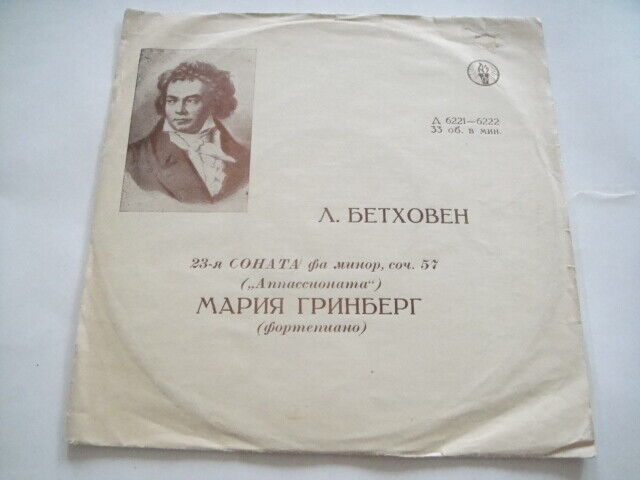 Д 6221—6222
33 об. в мин.
Л. БЕТХОВЕН
23-я СОНАТА фа минор, соч. 57
(„Аппассионата“)
МАРИЯ ГРИНБЕРГ
(фортепиано)